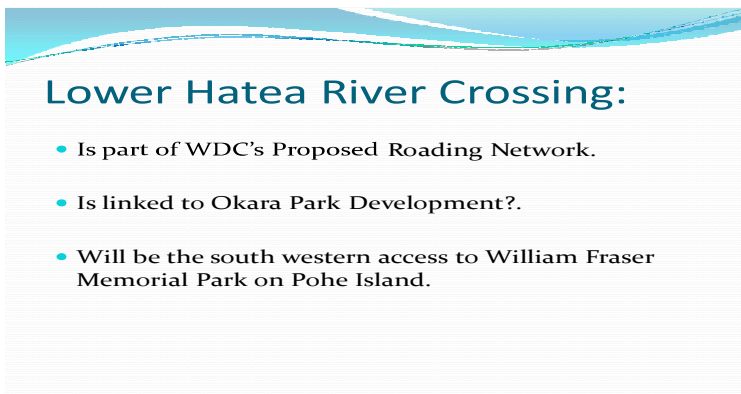 Lower Hatea River Crossing:
• Is part of WDC's Proposed Roading Network.
• Is linked to Okara Park Development?.
• Will be the south western access to William Fraser
Memorial Park on Pohe Island.